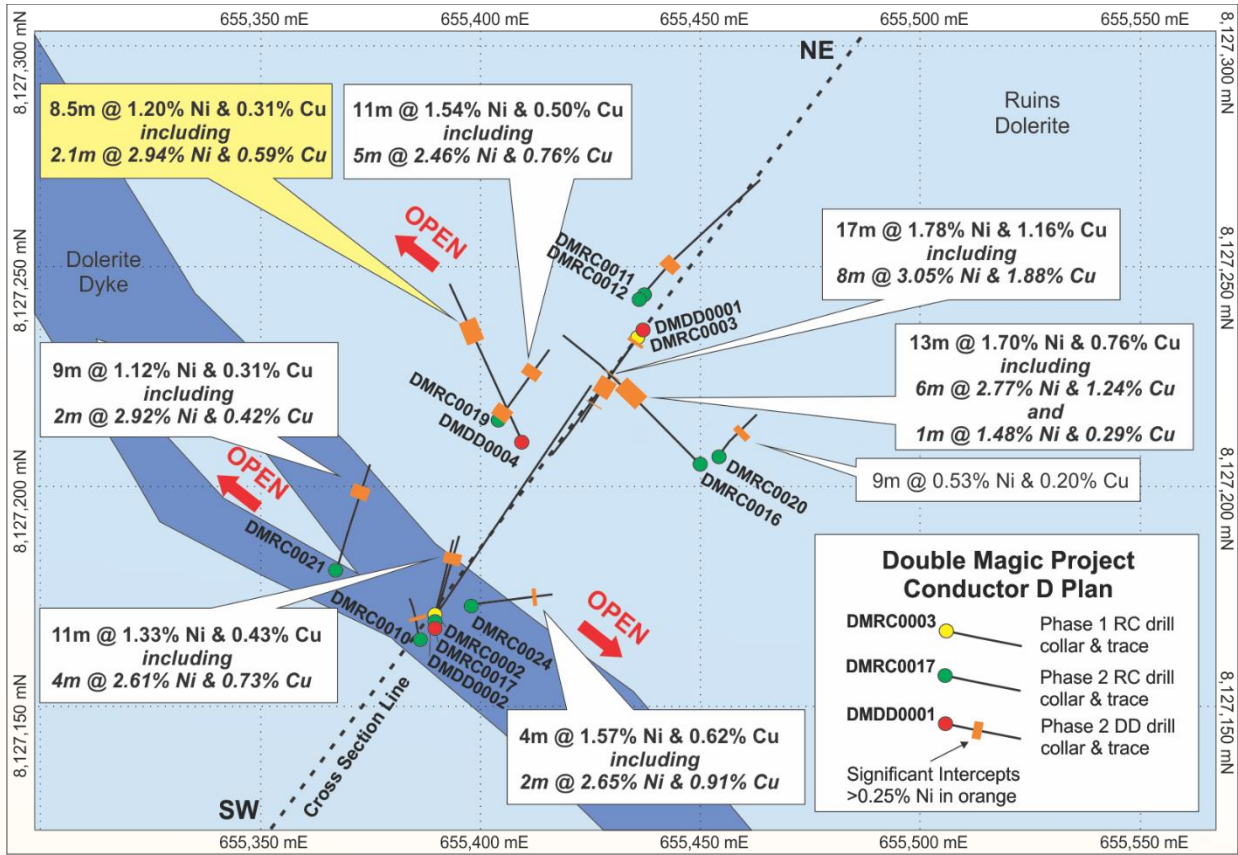 655,350 mE
655,400 mE
655,450 mE
655,500 mE
655,550 mE
8,127,300 mN
8,127,300 mN
NE
Ruins
Dolerite
8.5m @ 1.20% Ni & 0.31% Cu
including
2.1m @ 2.94% Ni & 0.59% Cu
11m @ 1.54% Ni & 0.50% Cu
including
5m @ 2.46% Ni & 0.76% Cu
OPEN
17m @ 1.78% Ni & 1.16% Cu
including
8m @ 3.05% Ni & 1.88% Cu
8,127,250 mN
Dolerite
Dyke
DMRC0011
DMRC0012
8,127,250 mN
DMDD0001
DMRC0003
9m @ 1.12% Ni & 0.31% Cu
including
2m @ 2.92% Ni & 0.42% Cu
13m @ 1.70% Ni & 0.76% Cu
including
6m @ 2.77% Ni & 1.24% Cu
and
1m @ 1.48% Ni & 0.29% Cu
DMRC0019
DMDD0004
DMRC0020
DMRC0016
9m @ 0.53% Ni & 0.20% Cu
8,127,200 mN
OPEN
8,127,200 mN
DMRC0021
DMRC0010
DMRC0024
DMRC0002
DMRC0017
DMDD0002
OPEN
11m @ 1.33% Ni & 0.43% Cu
including
4m @ 2.61% Ni & 0.73% Cu
4m @ 1.57% Ni & 0.62% Cu
including
2m @ 2.65% Ni & 0.91% Cu
8,127,150 mN
8,127,150 mN
Cross Section Line
SW
Double Magic Project
Conductor D Plan
DMRC0003
Phase 1 RC drill
collar & trace
DMRC0017
Phase 2 RC drill
collar & trace
DMDD0001
Phase 2 DD drill
collar & trace
Significant Intercepts
>0.25% Ni in orange
655,350 mE
655,400 mE
655,450 mE
655,500 mE
655,550 mE